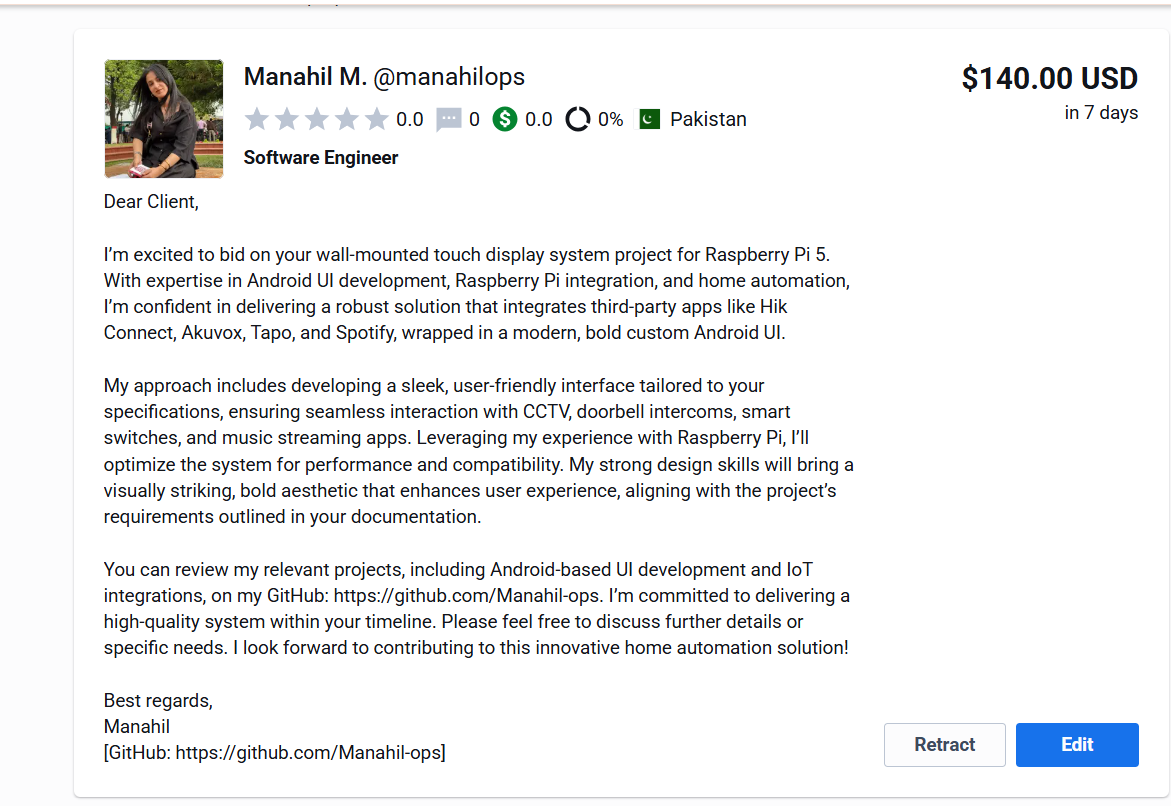 Manahil M. @manahilops
$140.00 USD
0.0 0 0.0 0% Pakistan
in 7 days
Software Engineer
Dear Client,
I’m excited to bid on your wall-mounted touch display system project for Raspberry Pi 5.
With expertise in Android UI development, Raspberry Pi integration, and home automation,
I’m confident in delivering a robust solution that integrates third-party apps like Hik
Connect, Akuvox, Tapo, and Spotify, wrapped in a modern, bold custom Android UI.
My approach includes developing a sleek, user-friendly interface tailored to your
specifications, ensuring seamless interaction with CCTV, doorbell intercoms, smart
switches, and music streaming apps. Leveraging my experience with Raspberry Pi, I’ll
optimize the system for performance and compatibility. My strong design skills will bring a
visually striking, bold aesthetic that enhances user experience, aligning with the project’s
requirements outlined in your documentation.
You can review my relevant projects, including Android-based UI development and IoT
integrations, on my GitHub: https://github.com/Manahil-ops. I’m committed to delivering a
high-quality system within your timeline. Please feel free to discuss further details or
specific needs. I look forward to contributing to this innovative home automation solution!
Best regards,
Manahil
[GitHub: https://github.com/Manahil-ops]
Retract
Edit